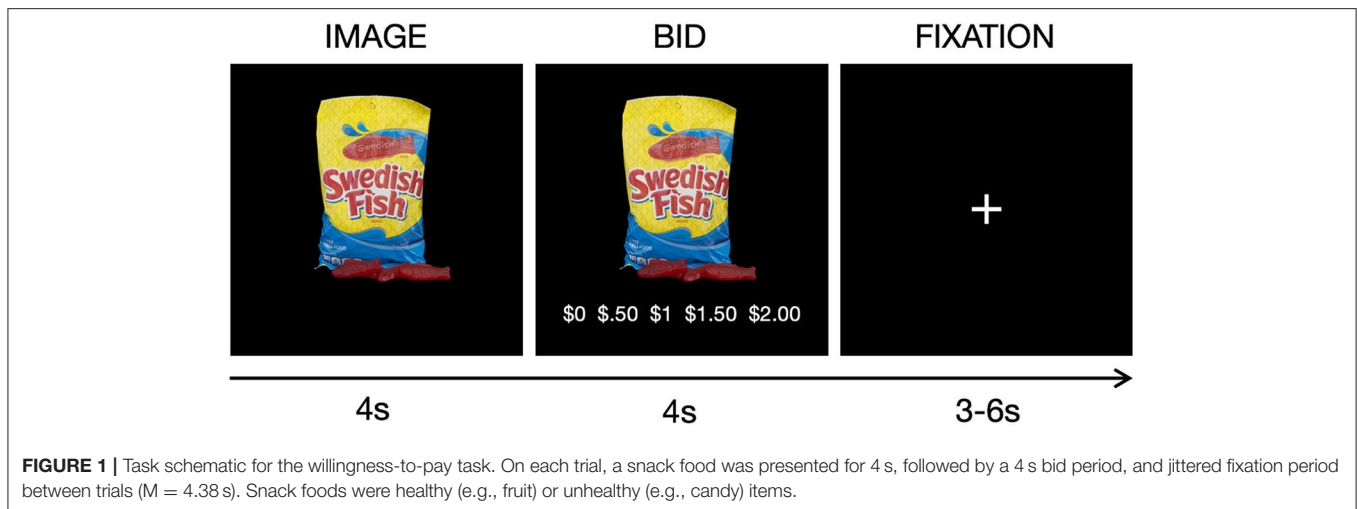 IMAGE BID FIXATION
Swedish
Swedish
Fish
Swedish
Swedish
Fish
+
$0 $.50 $1 $1.50 $2.00
4s 4s 3-6s
FIGURE 1 | Task schematic for the willingness-to-pay task. On each trial, a snack food was presented for 4 s, followed by a 4 s bid period, and jittered fixation period
between trials (M = 4.38 s). Snack foods were healthy (e.g., fruit) or unhealthy (e.g., candy) items.